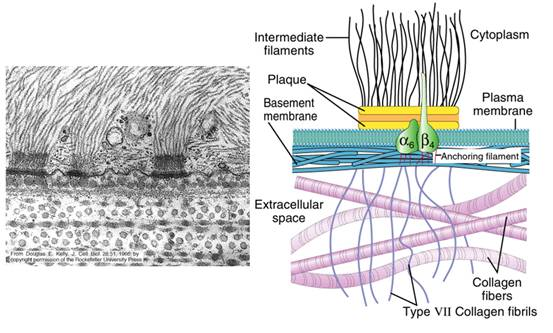 Intermediate
filaments
Cytoplasm
Plaque
Basement
membrane
Plasma
membrane
α6
β4
Anchoring filament
Extracellular
space
Collagen
fibers
Type VII Collagen fibrils
From Douglas E. Kelly, J. Cell Biol. 28:51, 1966; by
copyright permission of the Rockefeller University Press